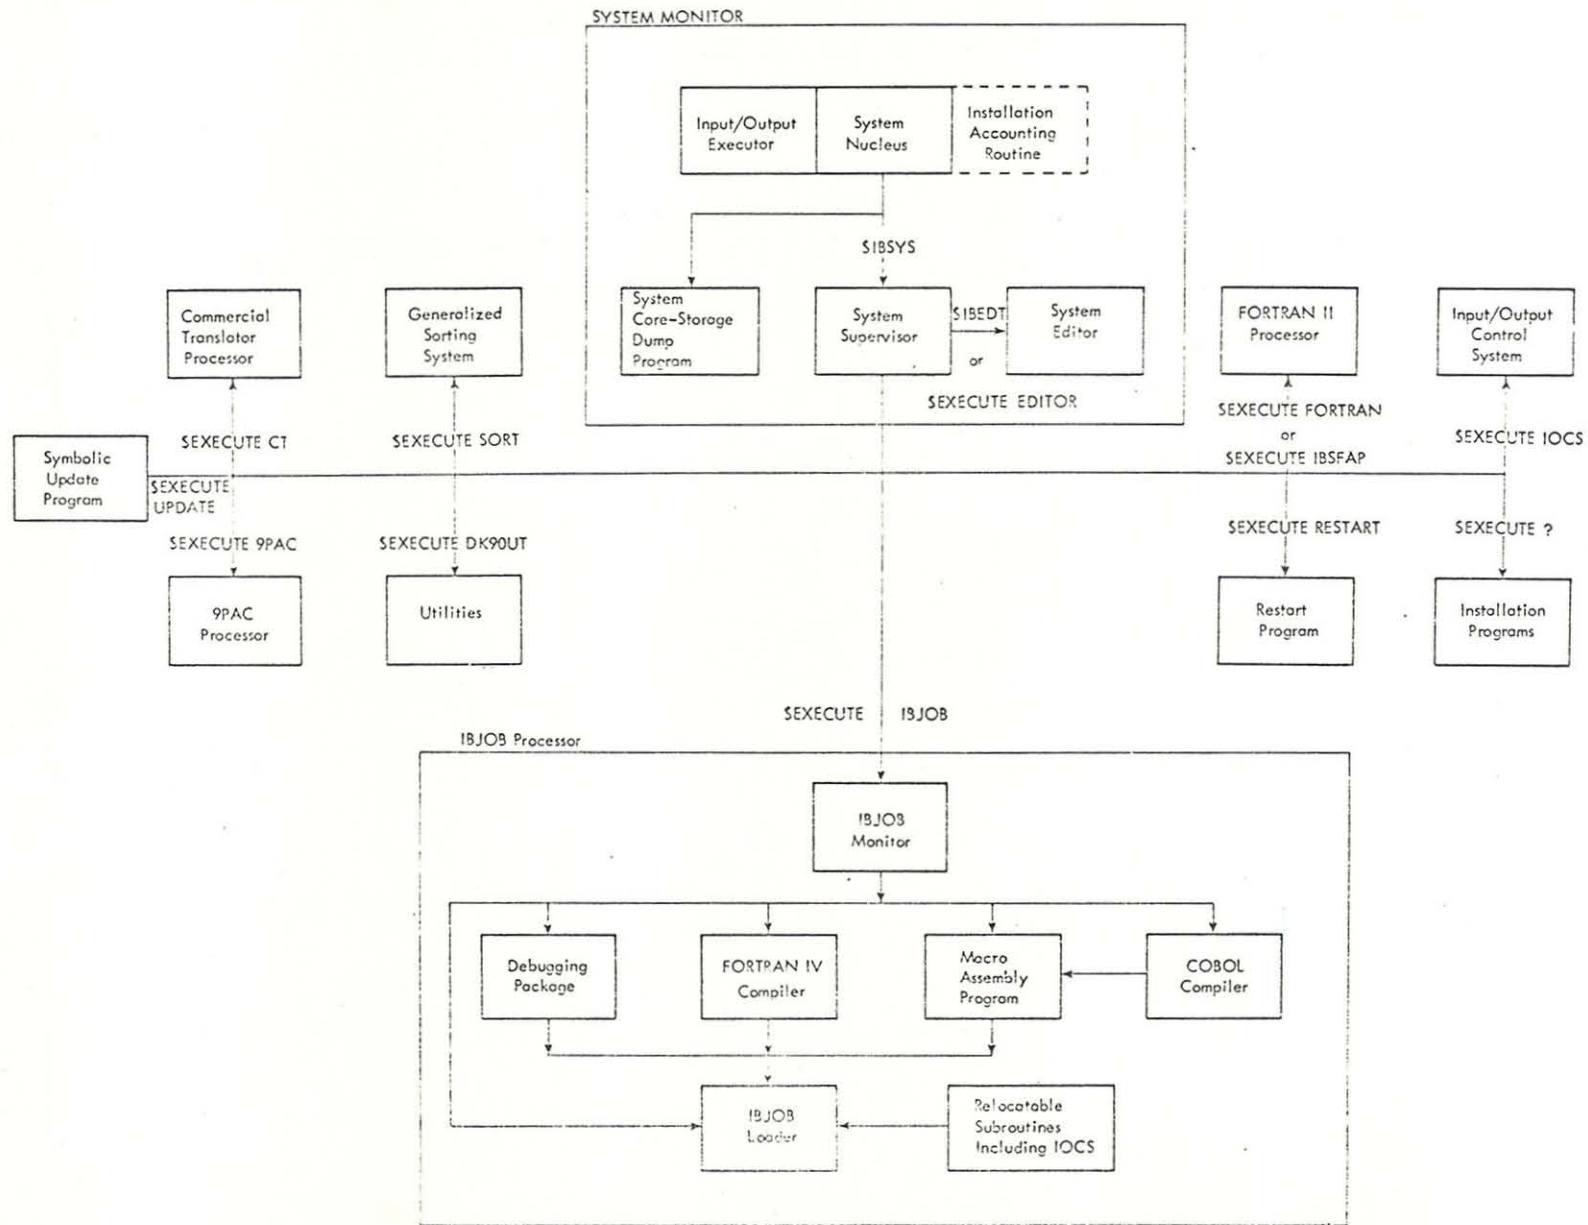 SYSTEM MONITOR
Input/Output
Executor
System
Nucleus
Installation
Accounting
Routine
$IBSYS
System
Core-Storage
Dump
Program
System
Supervisor
$IBEDT
or
System
Editor
$EXECUTE EDITOR
Commercial
Translator
Processor
Generalized
Sorting
System
FORTRAN II
Processor
Input/Output
Control
System
$EXECUTE CT
$EXECUTE SORT
$EXECUTE FORTRAN
or
$EXECUTE IBSFAP
$EXECUTE IOCS
Symbolic
Update
Program
$EXECUTE
UPDATE
$EXECUTE 9PAC
$EXECUTE DK90UT
$EXECUTE RESTART
$EXECUTE ?
9PAC
Processor
Utilities
Restart
Program
Installation
Programs
$EXECUTE IBJOB
IBJOB Processor
IBJOB
Monitor
Debugging
Package
FORTRAN IV
Compiler
Macro
Assembly
Program
COBOL
Compiler
IBJOB
Loader
Relocatable
Subroutines
Including IOCS